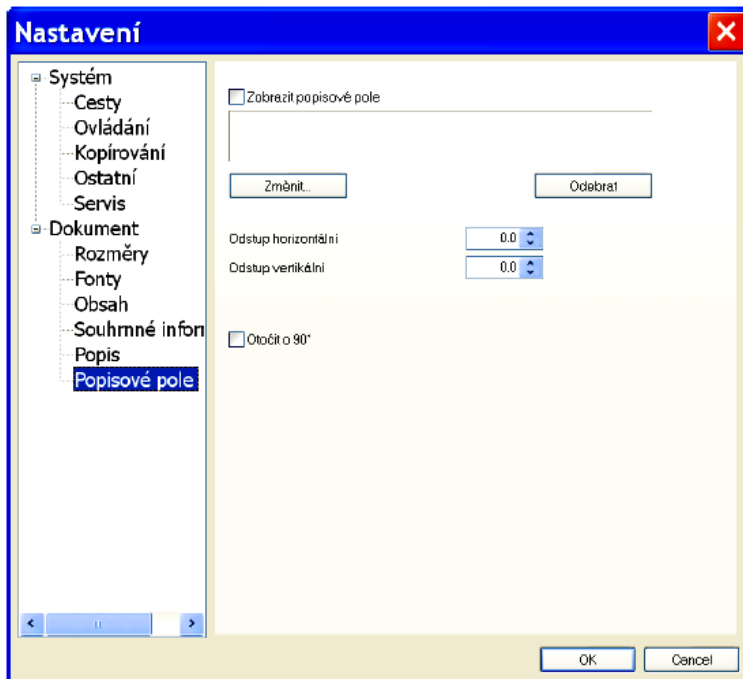 Nastavení
Systém
Cesty
Ovládání
Kopírování
Ostatní
Servis
Dokument
Rozměry
Fonty
Obsah
Souhrnné infor
Popis
Popisové pole
Zobrazit popisové pole
Změnit...
Odebrat
Odstup horizontální
0.0
Odstup vertikální
0.0
Otočit o 90°
OK
Cancel